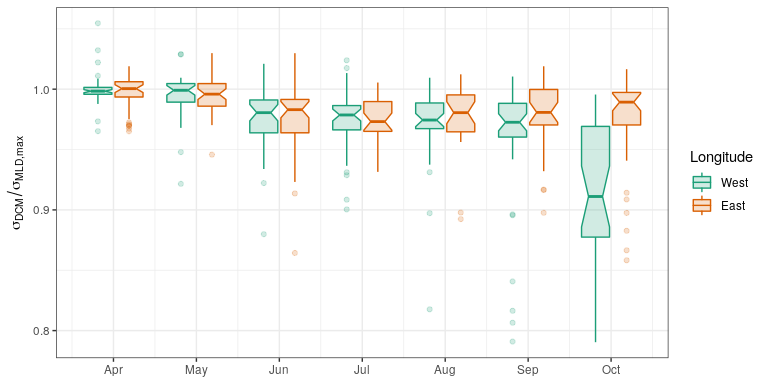 σDCM/σMLD,max
1.0
0.9
0.8
Apr May Jun Jul Aug Sep Oct
Longitude
West
East